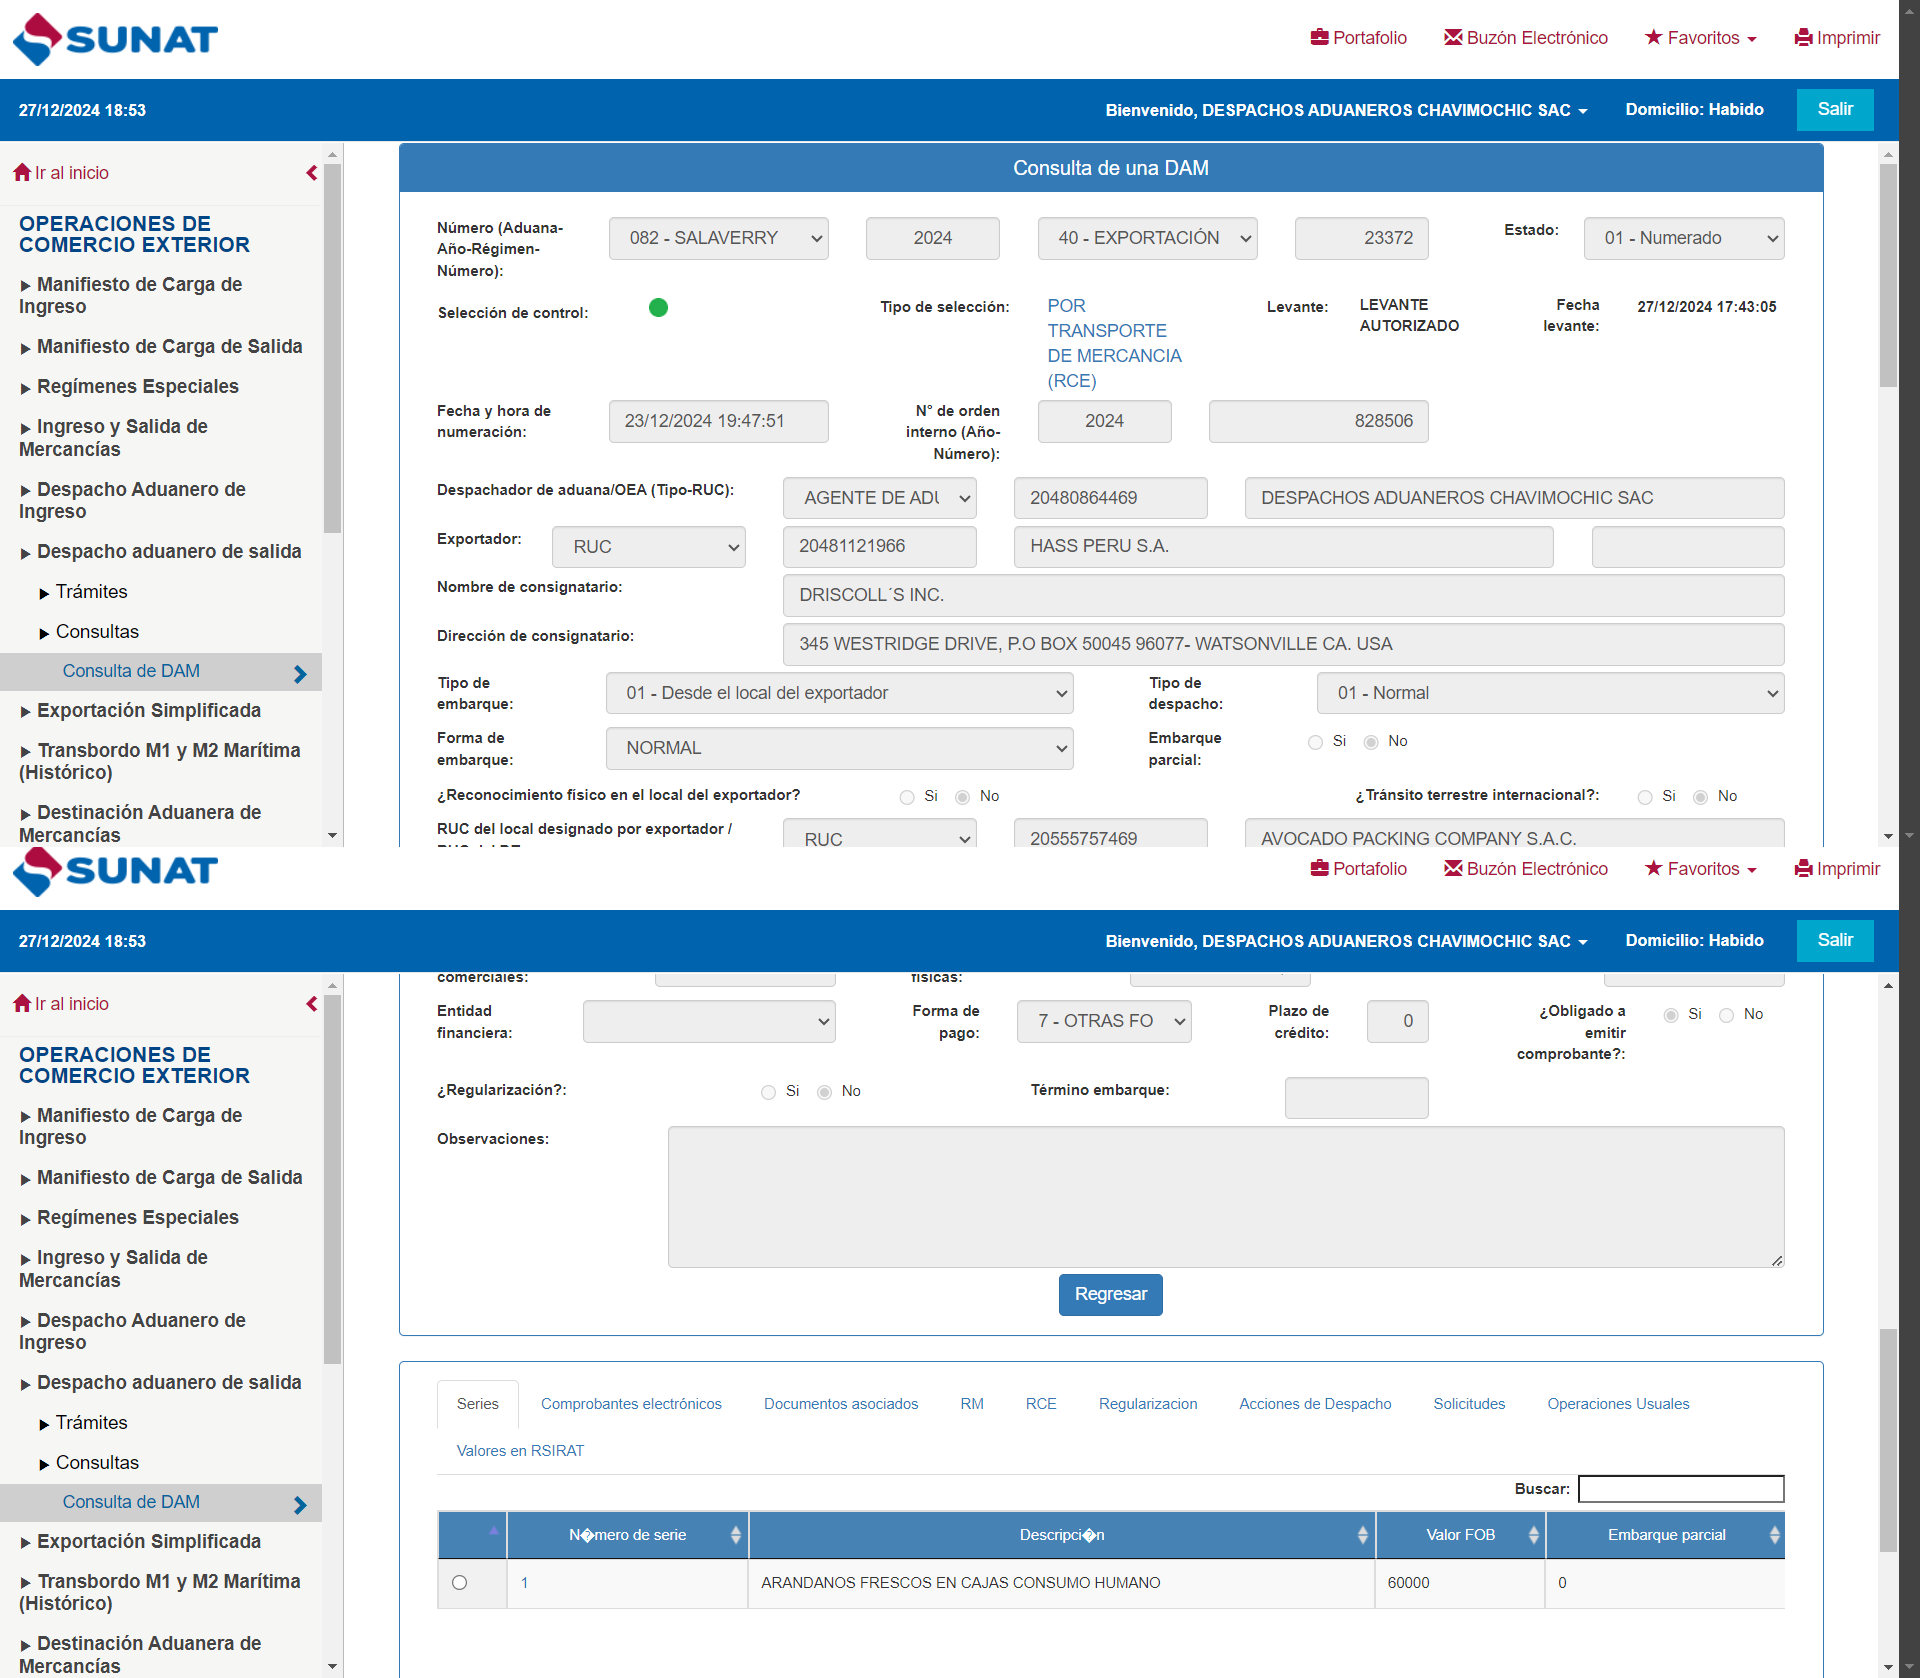 SUNAT
Portafolio Buzón Electrónico Favoritos Imprimir
27/12/2024 18:53 Bienvenido, DESPACHOS ADUANEROS CHAVIMOCHIC SAC Domicilio: Habido Salir
Ir al inicio
OPERACIONES DE
COMERCIO EXTERIOR
Manifiesto de Carga de
Ingreso
Manifiesto de Carga de Salida
Regímenes Especiales
Ingreso y Salida de
Mercancías
Despacho Aduanero de
Ingreso
Despacho aduanero de salida
Trámites
Consultas
Consulta de DAM
Exportación Simplificada
Transbordo M1 y M2 Marítima
(Histórico)
Destinación Aduanera de
Mercancías
Consulta de una DAM
Número (Aduana-
Año-Régimen-
Número): 082 - SALAVERRY 2024 40 - EXPORTACIÓN 23372 Estado: 01 - Numerado
Selección de control: Tipo de selección: POR
TRANSPORTE
DE MERCANCIA
(RCE)
Levante: LEVANTE
AUTORIZADO
Fecha
levante: 27/12/2024 17:43:05
Fecha y hora de
numeración: 23/12/2024 19:47:51
N° de orden
interno (Año-
Número): 2024 828506
Despachador de aduana/OEA (Tipo-RUC): AGENTE DE ADU 20480864469 DESPACHOS ADUANEROS CHAVIMOCHIC SAC
Exportador: RUC 20481121966 HASS PERU S.A.
Nombre de consignatario: DRISCOLL´S INC.
Dirección de consignatario: 345 WESTRIDGE DRIVE, P.O BOX 50045 96077- WATSONVILLE CA. USA
Tipo de
embarque: 01 - Desde el local del exportador
Tipo de
despacho: 01 - Normal
Forma de
embarque: NORMAL
Embarque
parcial: Si No
¿Reconocimiento físico en el local del exportador? Si No ¿Tránsito terrestre internacional?: Si No
RUC del local designado por exportador / RUC 20555757469 AVOCADO PACKING COMPANY S.A.C.
SUNAT
Portafolio Buzón Electrónico Favoritos Imprimir
27/12/2024 18:53 Bienvenido, DESPACHOS ADUANEROS CHAVIMOCHIC SAC Domicilio: Habido Salir
Ir al inicio
OPERACIONES DE
COMERCIO EXTERIOR
Manifiesto de Carga de
Ingreso
Manifiesto de Carga de Salida
Regímenes Especiales
Ingreso y Salida de
Mercancías
Despacho Aduanero de
Ingreso
Despacho aduanero de salida
Trámites
Consultas
Consulta de DAM
Exportación Simplificada
Transbordo M1 y M2 Marítima
(Histórico)
Destinación Aduanera de
Mercancías
comerciales: físicas:
Entidad
financiera:
Forma de
pago: 7 - OTRAS FO
Plazo de
crédito: 0
¿Obligado a
emitir
comprobante?: Si No
¿Regularización?: Si No Término embarque:
Observaciones:
Regresar
Series Comprobantes electrónicos Documentos asociados RM RCE Regularizacion Acciones de Despacho Solicitudes Operaciones Usuales
Valores en RSIRAT
Buscar:
N�mero de serie Descripci�n Valor FOB Embarque parcial
1 ARANDANOS FRESCOS EN CAJAS CONSUMO HUMANO 60000 0